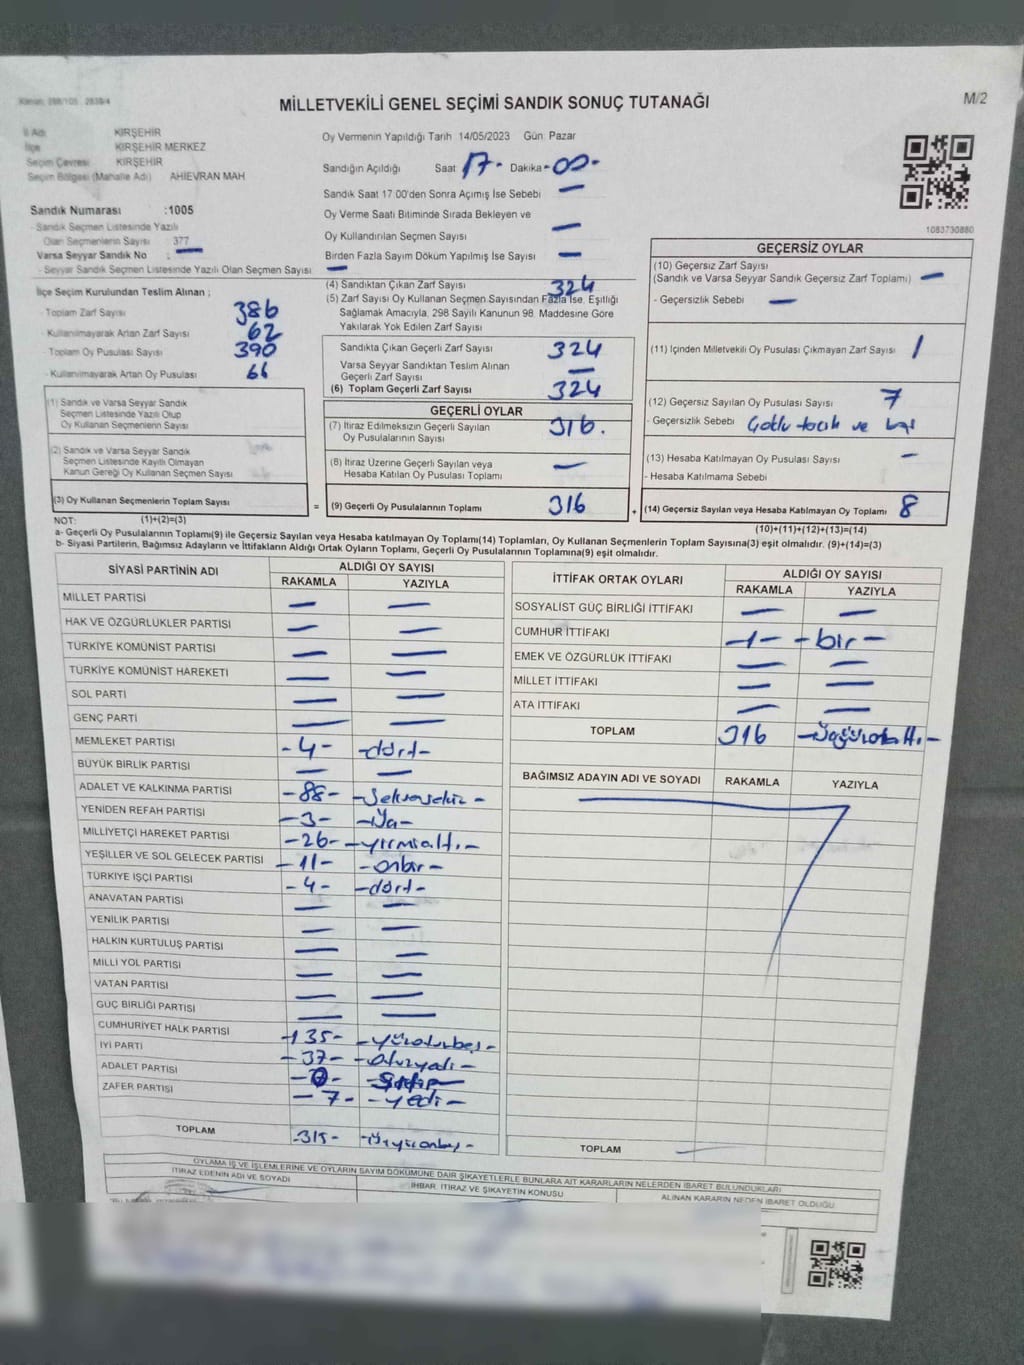 MİLLETVEKİLİ GENEL SEÇİMİ SANDIK SONUÇ TUTANAĞI
M/2
İl Adı KIRŞEHİR
İlçe KIRŞEHİR MERKEZ
Seçim Çevresi KIRŞEHİR
Seçim Bölgesi (Mahalle Adı) AHİEVRAN MAH
Sandık Numarası :1005
- Sandık Seçmen Listesinde Yazılı
Olan Seçmenlerin Sayısı 377
Varsa Seyyar Sandık No : —
- Seyyar Sandık Seçmen Listesinde Yazılı Olan Seçmen Sayısı : —
İlçe Seçim Kurulundan Teslim Alınan ;
- Toplam Zarf Sayısı 386
- Kullanılmayarak Artan Zarf Sayısı 62
- Toplam Oy Pusulası Sayısı 390
- Kullanılmayarak Artan Oy Pusulası 66
(1) Sandık ve Varsa Seyyar Sandık
Seçmen Listesinde Yazılı Olup
Oy Kullanan Seçmenlerin Sayısı
(2) Sandık ve Varsa Seyyar Sandık
Seçmen Listesinde Kayıtlı Olmayan
Kanun Gereği Oy Kullanan Seçmen Sayısı
(3) Oy Kullanan Seçmenlerin Toplam Sayısı
NOT: (1)+(2)=(3)
Oy Vermenin Yapıldığı Tarih 14/05/2023 Gün: Pazar
Sandığın Açıldığı Saat 17- Dakika -00-
Sandık Saat 17:00'den Sonra Açımış İse Sebebi —
Oy Verme Saati Bitiminde Sırada Bekleyen ve
Oy Kullandırılan Seçmen Sayısı —
Birden Fazla Sayım Döküm Yapılmış İse Sayısı —
(4) Sandıktan Çıkan Zarf Sayısı 324
(5) Zarf Sayısı Oy Kullanan Seçmen Sayısından Fazla İse, Eşitliği
Sağlamak Amacıyla, 298 Sayılı Kanunun 98. Maddesine Göre
Yakılarak Yok Edilen Zarf Sayısı
Sandıkta Çıkan Geçerli Zarf Sayısı 324
Varsa Seyyar Sandıktan Teslim Alınan
Geçerli Zarf Sayısı —
(6) Toplam Geçerli Zarf Sayısı 324
GEÇERLİ OYLAR
(7) İtiraz Edilmeksizin Geçerli Sayılan
Oy Pusulalarının Sayısı 316.
(8) İtiraz Üzerine Geçerli Sayılan veya
Hesaba Katılan Oy Pusulası Toplamı —
= (9) Geçerli Oy Pusulalarının Toplamı 316
1083730880
GEÇERSİZ OYLAR
(10) Geçersiz Zarf Sayısı
(Sandık ve Varsa Seyyar Sandık Geçersiz Zarf Toplamı) —
- Geçersizlik Sebebi : —
(11) İçinden Milletvekili Oy Pusulası Çıkmayan Zarf Sayısı 1
(12) Geçersiz Sayılan Oy Pusulası Sayısı 7
- Geçersizlik Sebebi ve
(13) Hesaba Katılmayan Oy Pusulası Sayısı —
- Hesaba Katılmama Sebebi
+ (14) Geçersiz Sayılan veya Hesaba Katılmayan Oy Toplamı 8
(10)+(11)+(12)+(13)=(14)
a- Geçerli Oy Pusulalarının Toplamı(9) ile Geçersiz Sayılan veya Hesaba Katılmayan Oy Toplamı(14) Toplamları, Oy Kullanan Seçmenlerin Toplam Sayısına(3) eşit olmalıdır. (9)+(14)=(3)
b- Siyasi Partilerin, Bağımsız Adayların ve İttifakların Aldığı Ortak Oyların Toplamı, Geçerli Oy Pusulalarının Toplamına(9) eşit olmalıdır.
SİYASİ PARTİNİN ADI ALDIĞI OY SAYISI
RAKAMLA YAZIYLA
MİLLET PARTİSİ — —
HAK VE ÖZGÜRLÜKLER PARTİSİ — —
TÜRKİYE KOMÜNİST PARTİSİ — —
TÜRKİYE KOMÜNİST HAREKETİ — —
SOL PARTİ — —
GENÇ PARTİ — —
MEMLEKET PARTİSİ -4- -dört-
BÜYÜK BİRLİK PARTİSİ — —
ADALET VE KALKINMA PARTİSİ -88- -Seksensekiz-
YENİDEN REFAH PARTİSİ -3- -Üç-
MİLLİYETÇİ HAREKET PARTİSİ -26- -yirmialtı-
YEŞİLLER VE SOL GELECEK PARTİSİ -11- -onbir-
TÜRKİYE İŞÇİ PARTİSİ -4- -dört-
ANAVATAN PARTİSİ — —
YENİLİK PARTİSİ — —
HALKIN KURTULUŞ PARTİSİ — —
MİLLİ YOL PARTİSİ — —
VATAN PARTİSİ — —
GÜÇ BİRLİĞİ PARTİSİ — —
CUMHURİYET HALK PARTİSİ -135- -yüzotuzbeş-
İYİ PARTİ -37- -otuzyedi-
ADALET PARTİSİ
ZAFER PARTİSİ -7- -yedi-
TOPLAM -315- -Üçyüzonbeş-
İTTİFAK ORTAK OYLARI ALDIĞI OY SAYISI
RAKAMLA YAZIYLA
SOSYALİST GÜÇ BİRLİĞİ İTTİFAKI — —
CUMHUR İTTİFAKI -1- -bir-
EMEK VE ÖZGÜRLÜK İTTİFAKI — —
MİLLET İTTİFAKI — —
ATA İTTİFAKI — —
TOPLAM 316
BAĞIMSIZ ADAYIN ADI VE SOYADI RAKAMLA YAZIYLA
TOPLAM —
OYLAMA İŞ VE İŞLEMLERİNE VE OYLARIN SAYIM DÖKÜMÜNE DAİR ŞİKAYETLERLE BUNLARA AİT KARARLARIN NELERDEN İBARET BULUNDUKLARI
İTİRAZ EDENİN ADI VE SOYADI
İHBAR, İTİRAZ VE ŞİKAYETİN KONUSU
ALINAN KARARIN NEDEN İBARET OLDUĞU